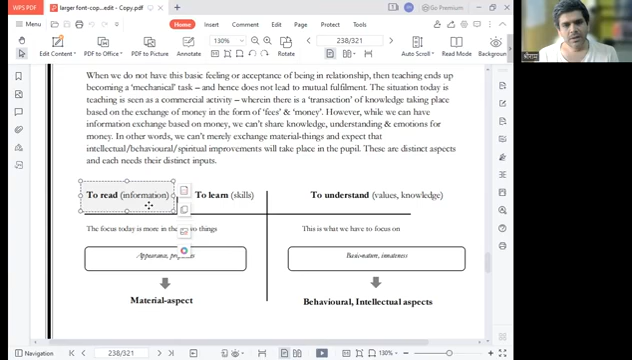 WPS PDF
larger font-cop...edit - Copy.pdf
Go Premium
Menu
Home
Edit
Comment
Edit
Page
Protect
Tools
130%
238/321
Edit Content
PDF to Office
PDF to Picture
Annotate
Rotate
Auto Scroll
Read Mode
Background
When we do not have this basic feeling or acceptance of being in relationship, then teaching ends up
becoming a 'mechanical' task – and hence does not lead to mutual fulfilment. The situation today is
teaching is seen as a commercial activity – wherein there is a 'transaction' of knowledge taking place
based on the exchange of money in the form of 'fees' & 'money'. However, while we can have
information exchange based on money, we can't share knowledge, understanding & emotions for
money. In other words, we can't merely exchange material-things and expect that
intellectual/behavioural/spiritual improvements will take place in the pupil. These are distinct aspects
and each needs their distinct inputs.
To read (information) To learn (skills) To understand (values, knowledge)
The focus today is more in the things This is what we have to focus on
Appearance, Basic-nature, innateness
Material-aspect Behavioural, Intellectual aspects
Navigation
238/321
130%